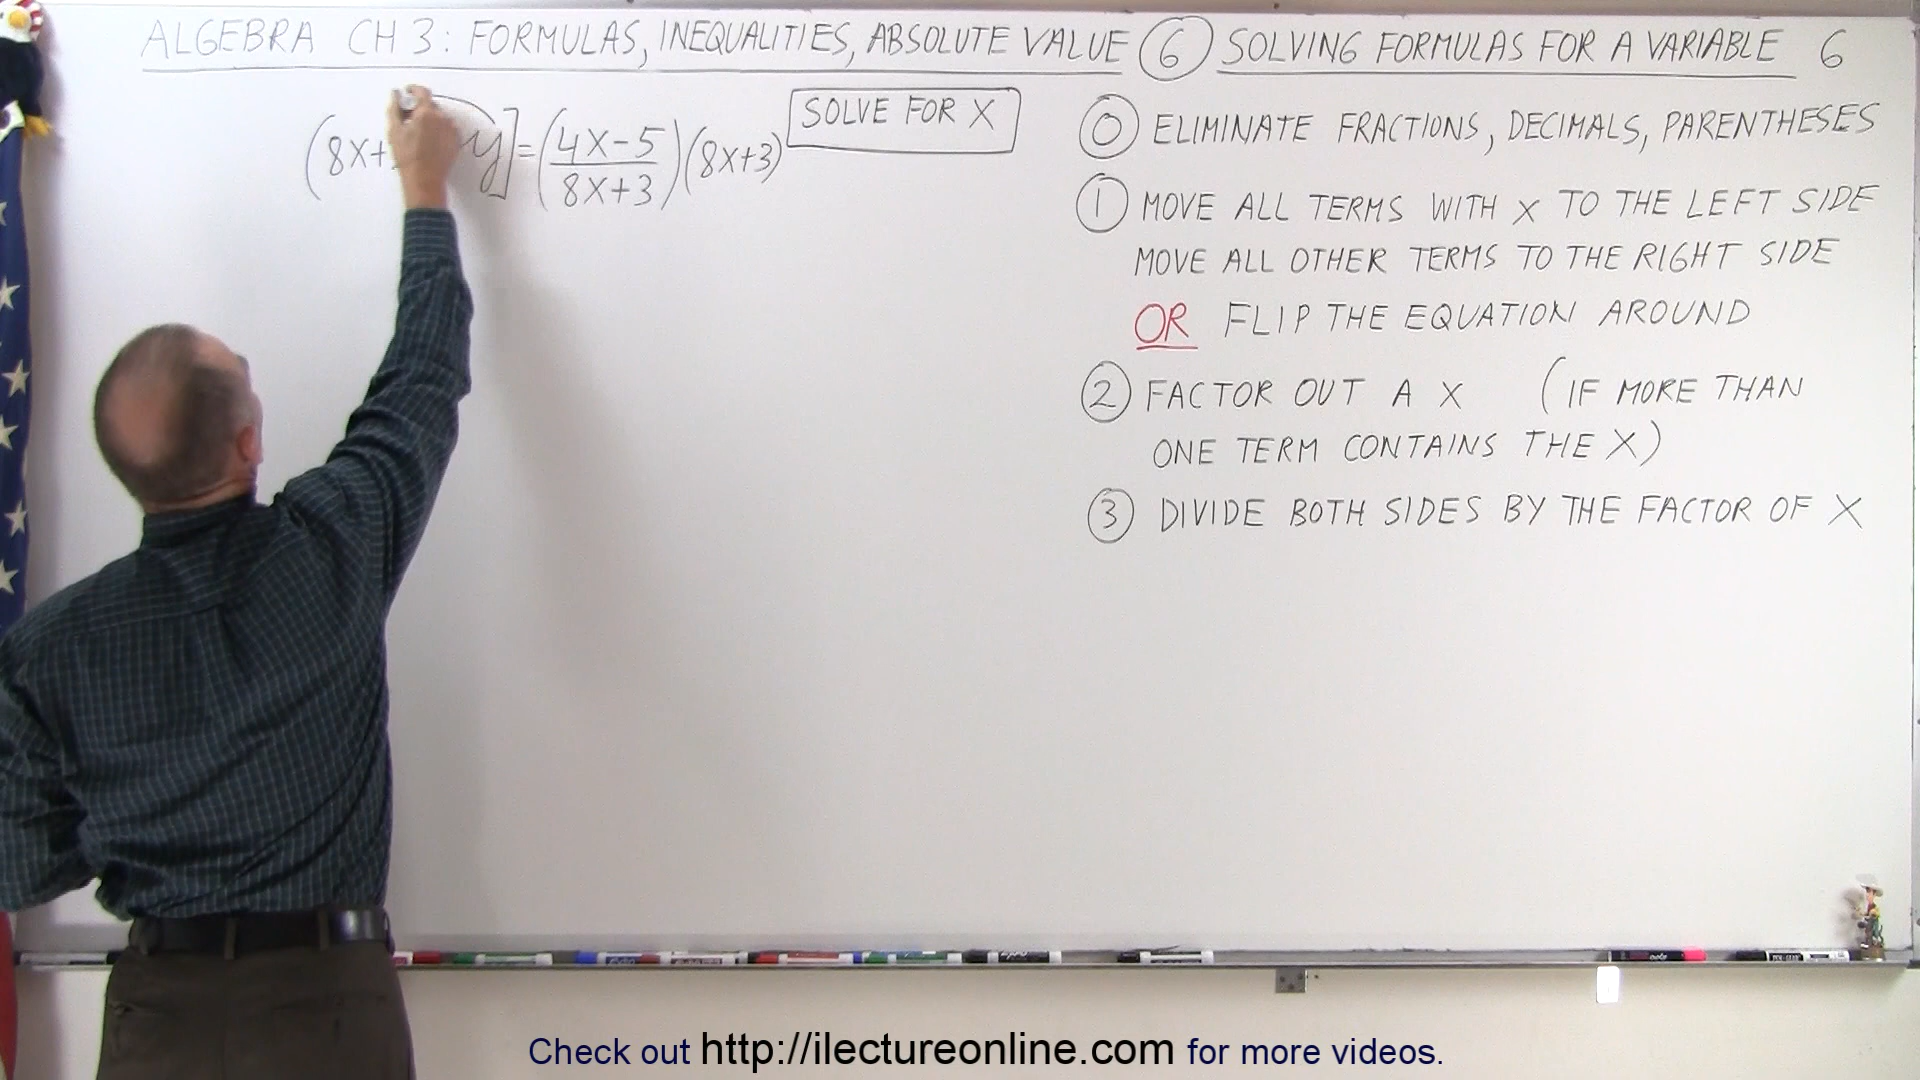 ALGEBRA CH 3: FORMULAS, INEQUALITIES, ABSOLUTE VALUE 6 SOLVING FORMULAS FOR A VARIABLE 6
(8X+ y] = (4X-5 / 8X+3)(8X+3)
SOLVE FOR X
0 ELIMINATE FRACTIONS, DECIMALS, PARENTHESES
1 MOVE ALL TERMS WITH X TO THE LEFT SIDE
MOVE ALL OTHER TERMS TO THE RIGHT SIDE
OR FLIP THE EQUATION AROUND
2 FACTOR OUT A X (IF MORE THAN
ONE TERM CONTAINS THE X)
3 DIVIDE BOTH SIDES BY THE FACTOR OF X
Check out http://ilectureonline.com for more videos.